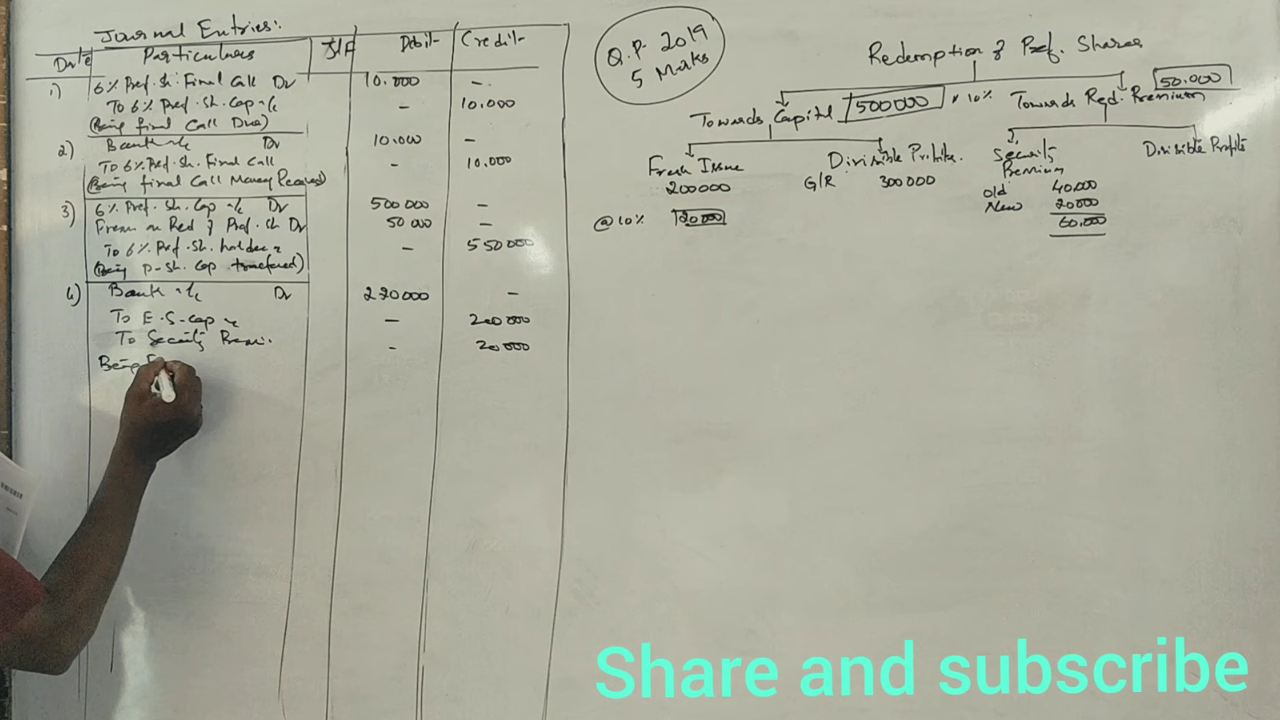 Journal Entries:
Date Particulars J/F Debit Credit
1) 6% Pref. Sh. Final Call Dr 10.000 -
To 6% Pref. Sh. Cap a/c - 10.000
(Being final Call Due)
2) Bank a/c Dr 10.000 -
To 6% Pref. Sh. Final Call - 10.000
(Being final Call Money Received)
3) 6% Pref. Sh. Cap a/c Dr 500000 -
Prem on Red of Pref. Sh Dr 50000 -
To 6% Pref. Sh. holder - 550000
(Being P-Sh. Cap transferred)
4) Bank a/c Dr 220000 -
To E.S. Cap a/c - 200000
To Security Premi. - 20000
Being
Q.P. 2019
5 Marks
Redemption of Pref. Shares
Towards Capital 500000 × 10% Towards Red. Premium 50.000
Fresh Issue
200000
@10% 20000
Divisible Profits.
G/R 300000
Security
Premium
Old 40000
New 20000
60.000
Divisible Profits
Share and subscribe